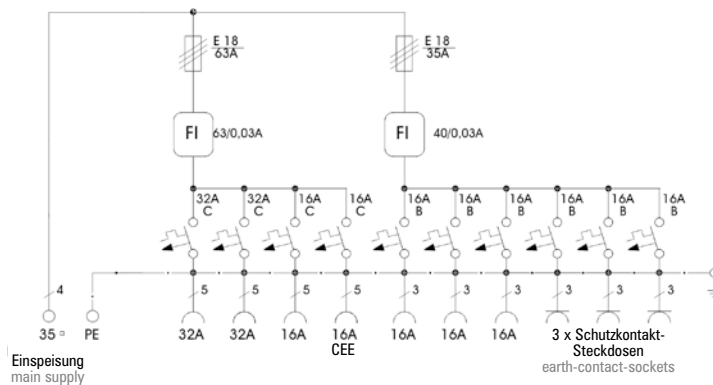 E 18
63A
E 18
35A
FI
63/0,03A
FI
40/0,03A
32A
C
32A
C
16A
C
16A
C
16A
B
16A
B
16A
B
16A
B
16A
B
16A
B
4
5
5
5
5
3
3
3
3
3
3
35 ▫
PE
32A
32A
16A
16A
CEE
16A
16A
16A
3 x Schutzkontakt-
Steckdosen
earth-contact-sockets
Einspeisung
main supply